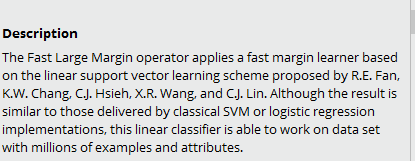 Description
The Fast Large Margin operator applies a fast margin learner based
on the linear support vector learning scheme proposed by R.E. Fan,
K.W. Chang, C.J. Hsieh, X.R. Wang, and C.J. Lin. Although the result is
similar to those delivered by classical SVM or logistic regression
implementations, this linear classifier is able to work on data set
with millions of examples and attributes.